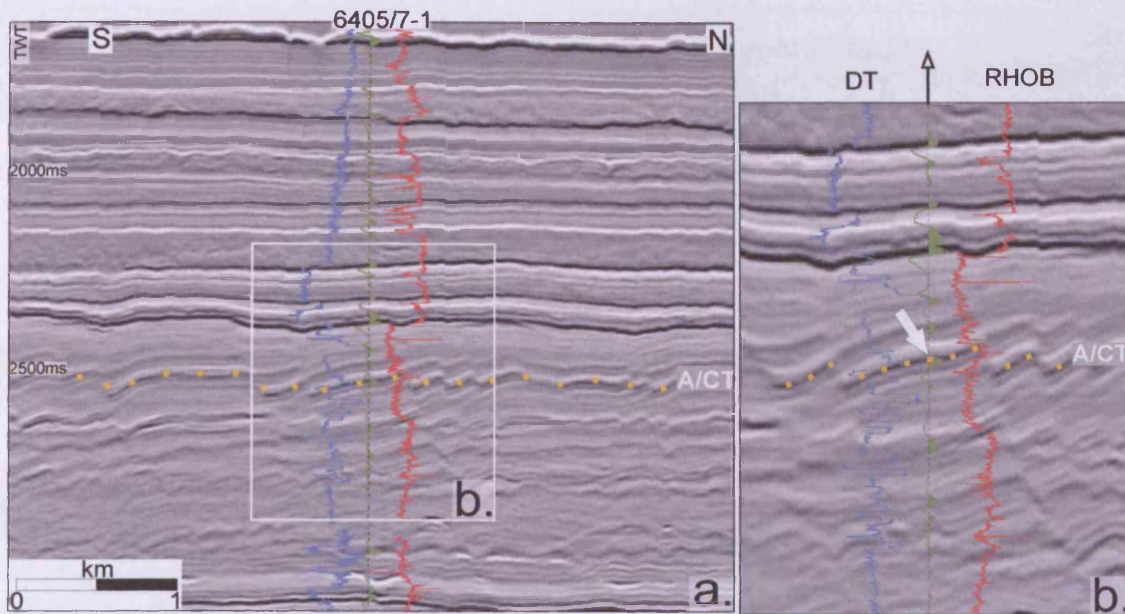 6405/7-1
TWT
S
N
2000ms
2500ms
A/CT
b.
km
0 1
a.
DT
RHOB
A/CT
b.